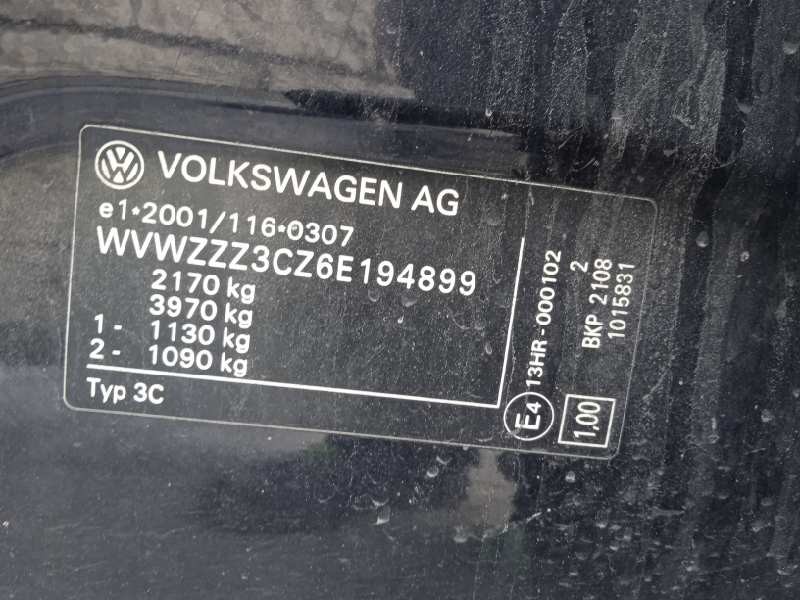 VOLKSWAGEN AG
e1*2001/116*0307
WVWZZZ3CZ6E194899
2170 kg
3970 kg
1 - 1130 kg
2 - 1090 kg
Typ 3C
E4 13HR-000102
2
BKP 2108
1015831
1.00